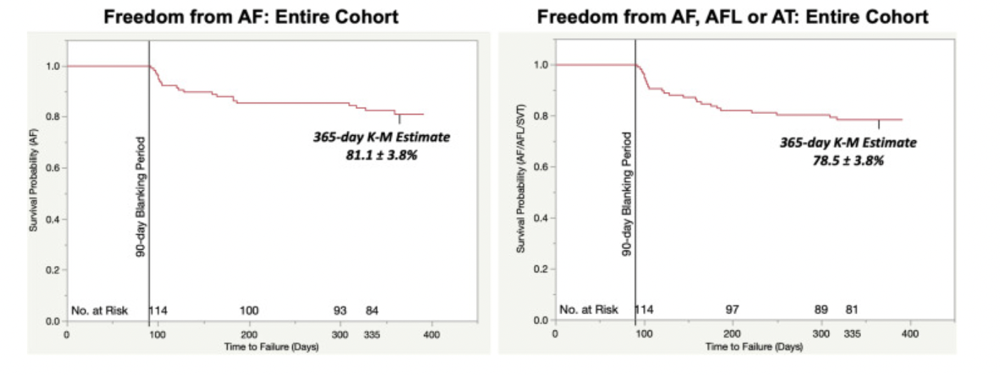 Freedom from AF: Entire Cohort
Survival Probability (AF)
1.0
0.8
0.6
0.4
0.2
0.0
90-day Blanking Period
365-day K-M Estimate
81.1 ± 3.8%
No. at Risk 114 100 93 84
0 100 200 300 335 400
Time to Failure (Days)
Freedom from AF, AFL or AT: Entire Cohort
Survival Probability (AF/AFL/SVT)
1.0
0.8
0.6
0.4
0.2
0.0
90-day Blanking Period
365-day K-M Estimate
78.5 ± 3.8%
No. at Risk 114 97 89 81
0 100 200 300 335 400
Time to Failure (Days)